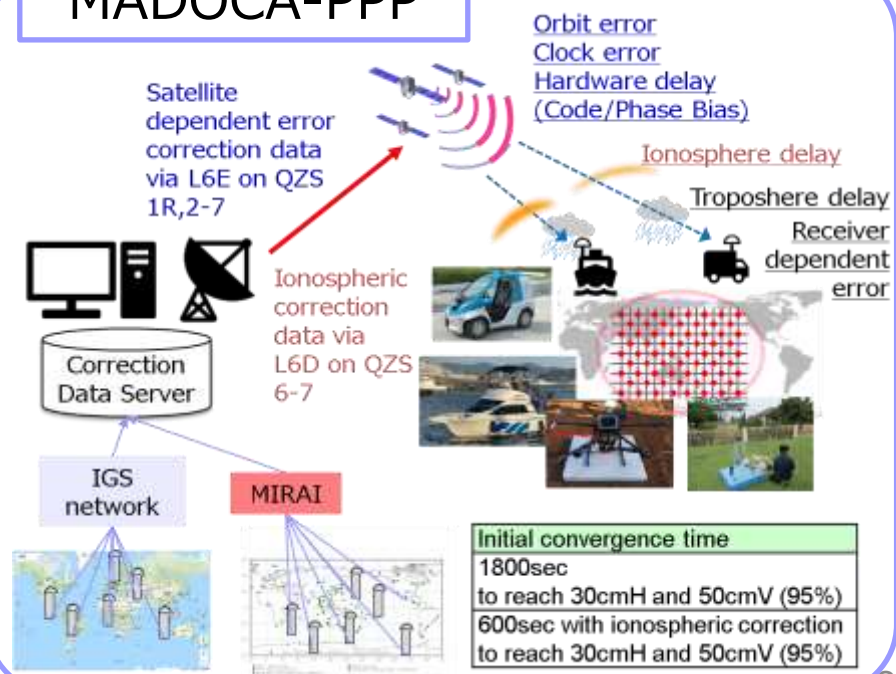 MADOCA-PPP
Orbit error
Clock error
Hardware delay
(Code/Phase Bias)
Satellite
dependent error
correction data
via L6E on QZS
1R,2-7
Ionosphere delay
Troposhere delay
Receiver
dependent
error
Ionospheric
correction
data via
L6D on QZS
6-7
Correction
Data Server
IGS
network
MIRAI
Initial convergence time
1800sec
to reach 30cmH and 50cmV (95%)
600sec with ionospheric correction
to reach 30cmH and 50cmV (95%)